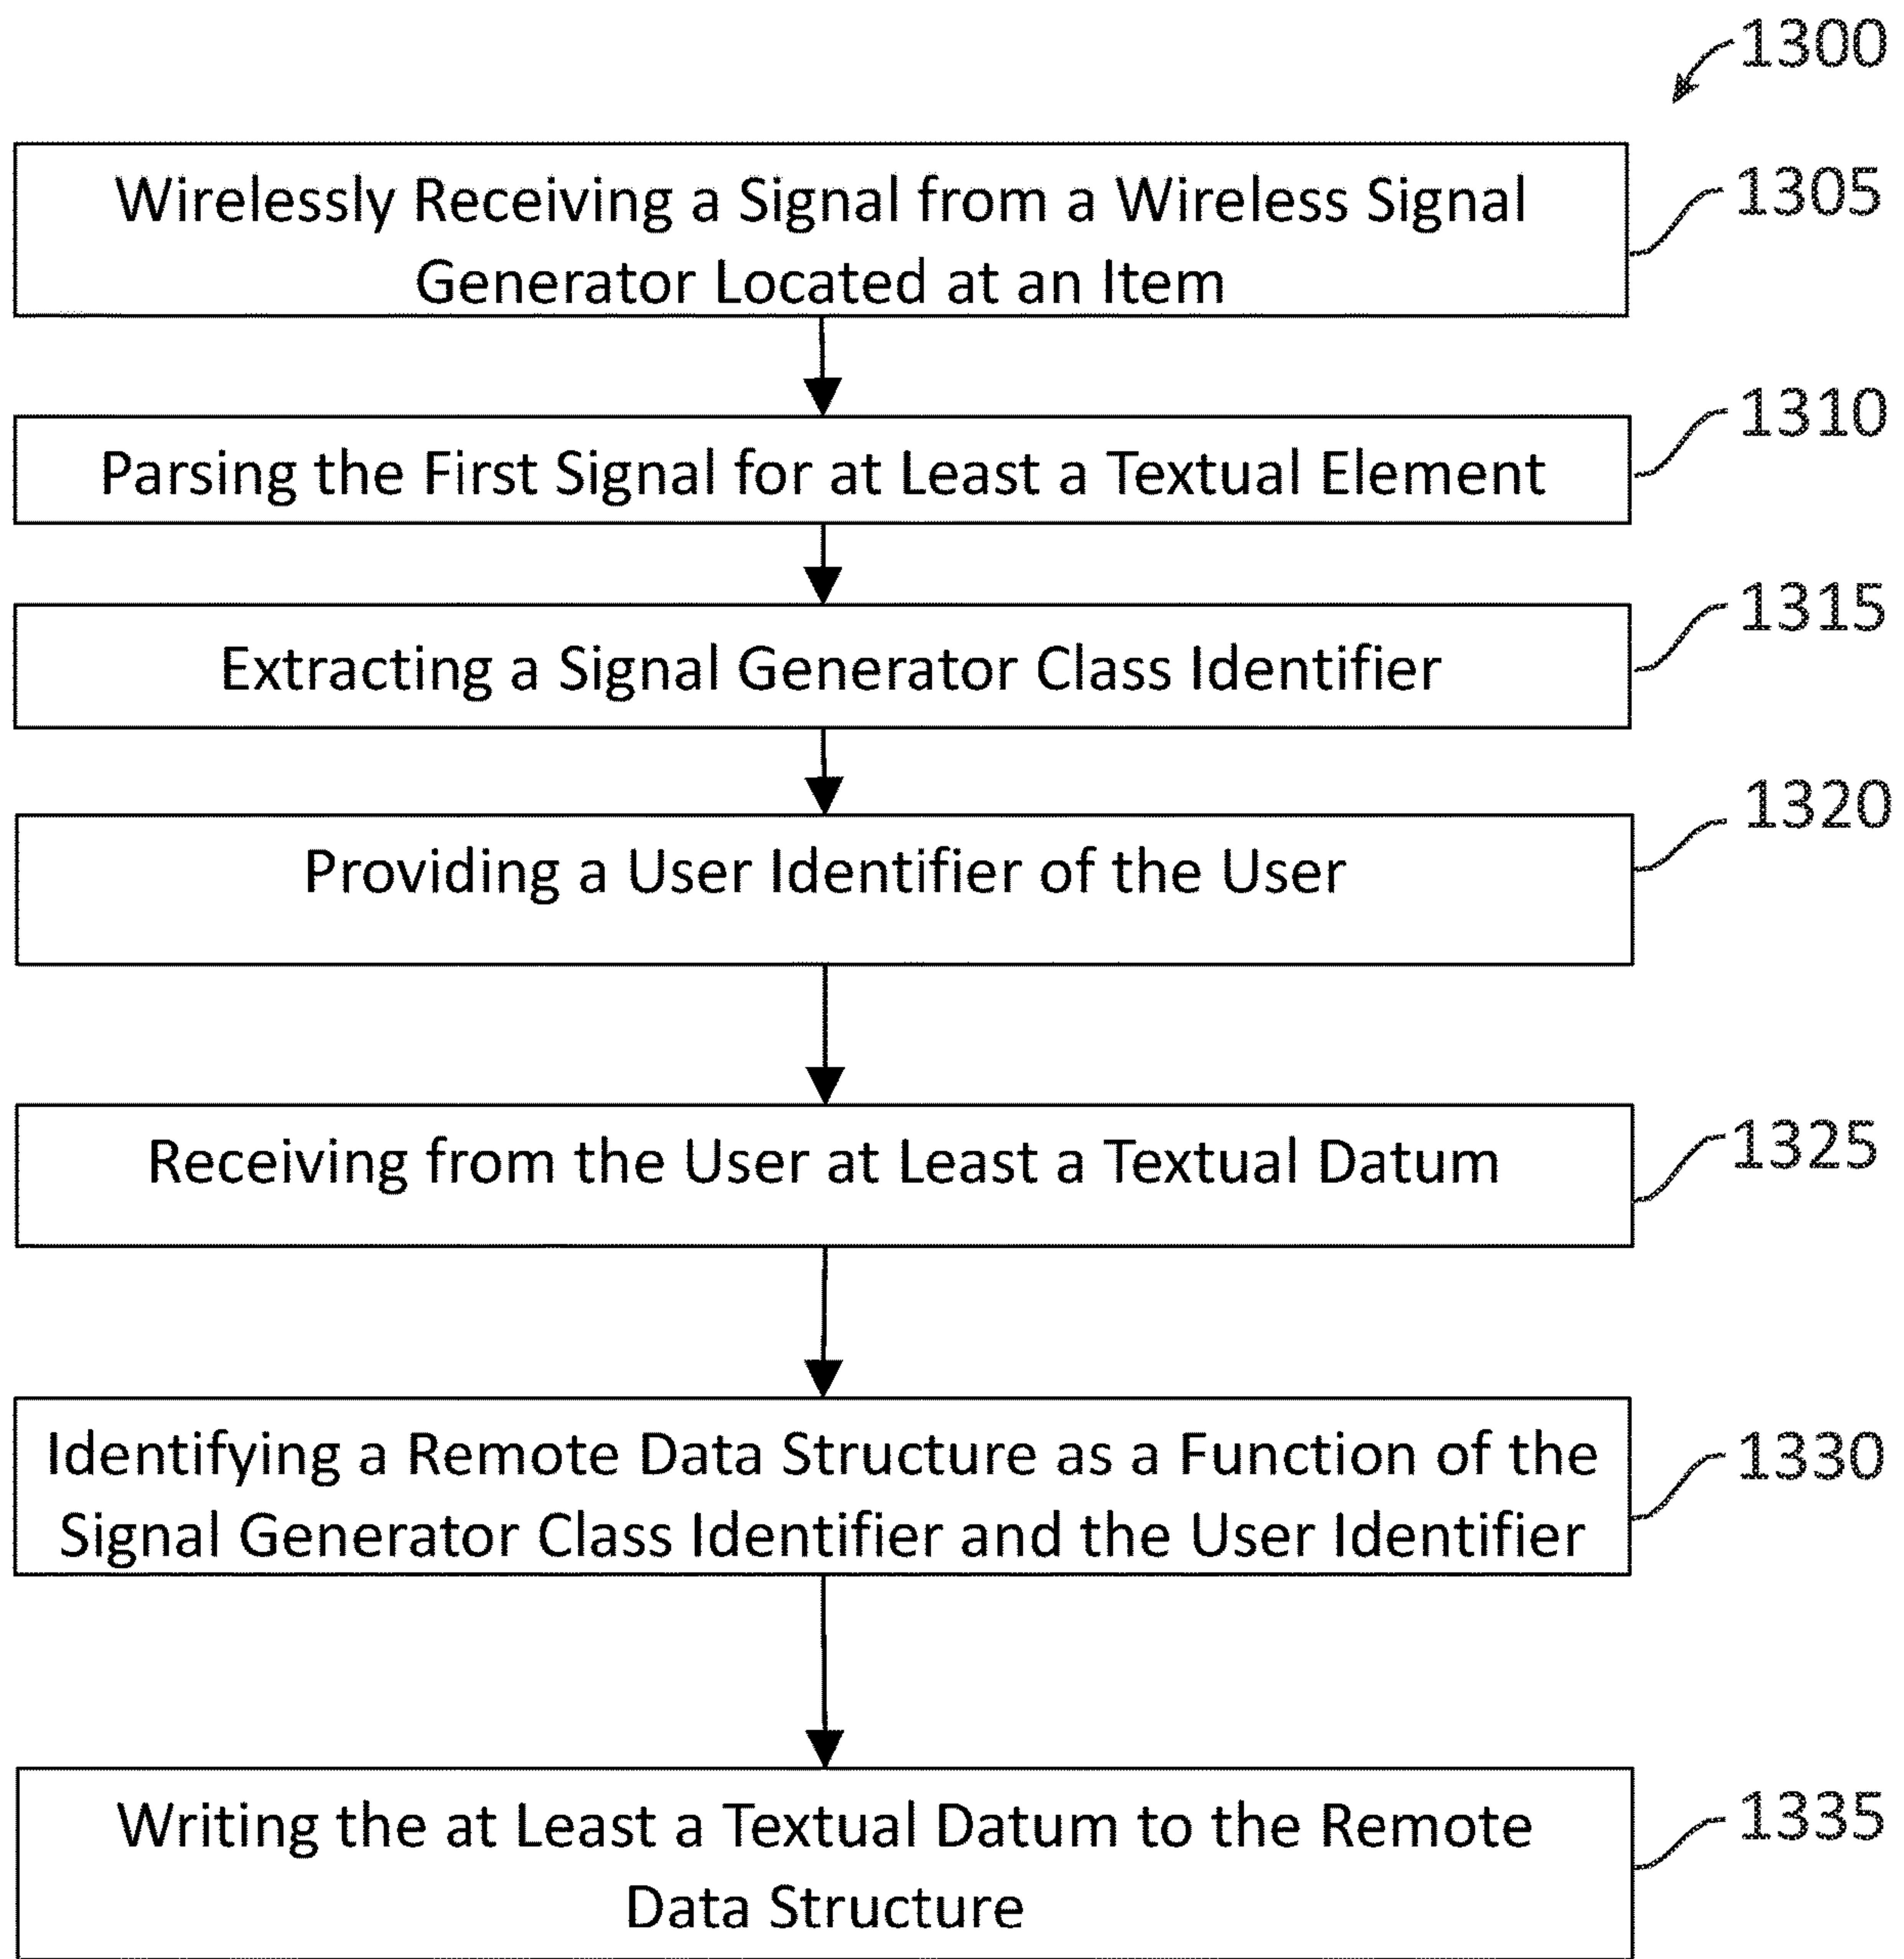 1300
Wirelessly Receiving a Signal from a Wireless Signal
Generator Located at an Item
1305
Parsing the First Signal for at Least a Textual Element
1310
Extracting a Signal Generator Class Identifier
1315
Providing a User Identifier of the User
1320
Receiving from the User at Least a Textual Datum
1325
Identifying a Remote Data Structure as a Function of the
Signal Generator Class Identifier and the User Identifier
1330
Writing the at Least a Textual Datum to the Remote
Data Structure
1335